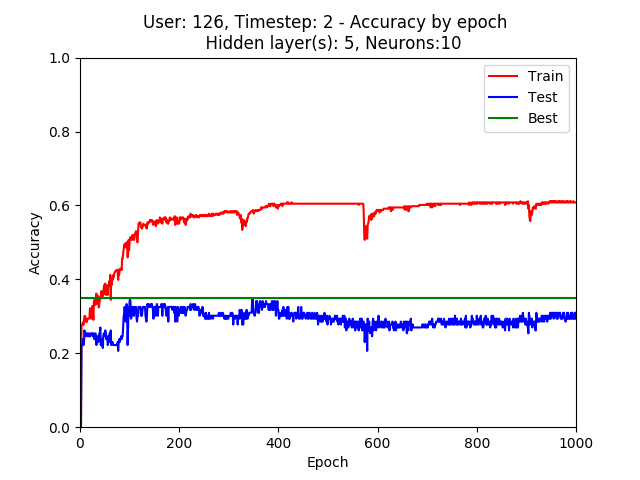 User: 126, Timestep: 2 - Accuracy by epoch
Hidden layer(s): 5, Neurons:10
1.0
0.8
0.6
0.4
0.2
0.0
Accuracy
Train
Test
Best
0 200 400 600 800 1000
Epoch